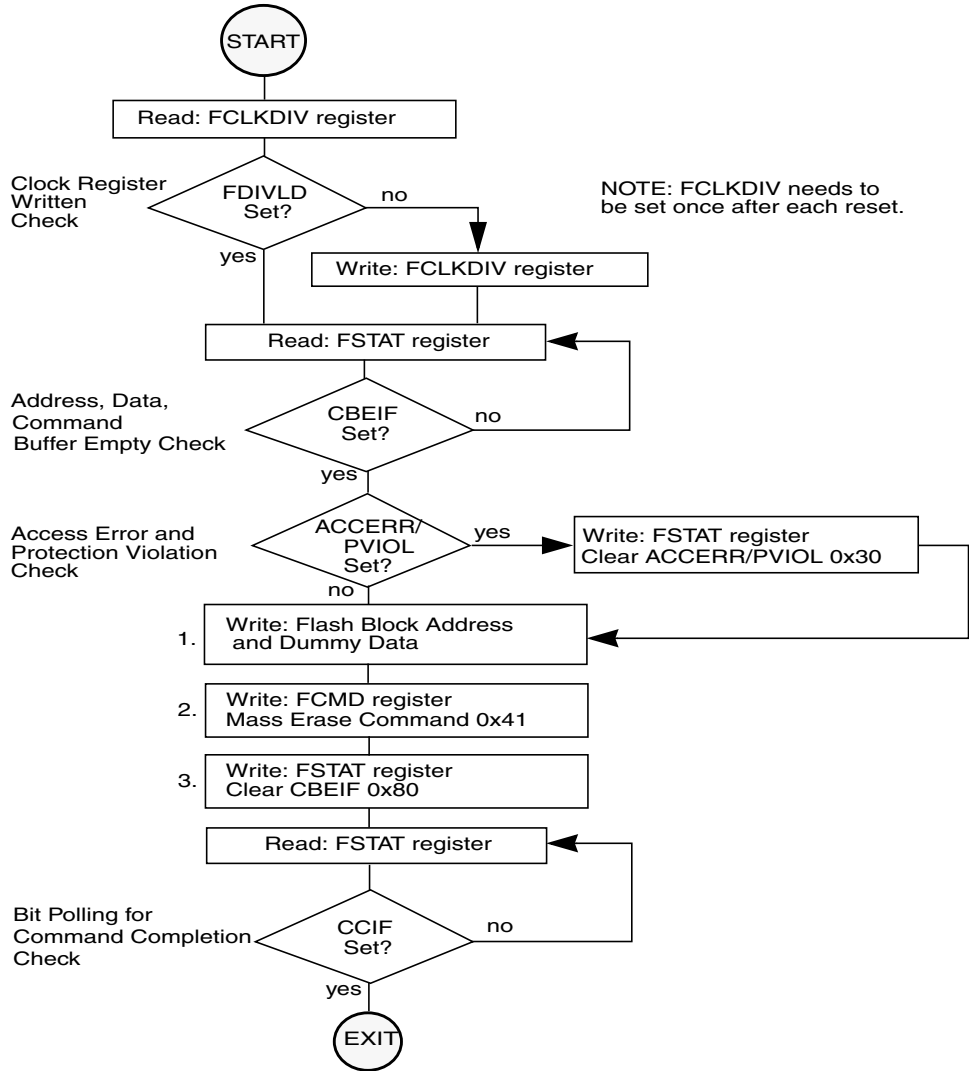 START
Read: FCLKDIV register
Clock Register
Written
Check
FDIVLD
Set?
no
yes
NOTE: FCLKDIV needs to
be set once after each reset.
Write: FCLKDIV register
Read: FSTAT register
Address, Data,
Command
Buffer Empty Check
CBEIF
Set?
no
yes
Access Error and
Protection Violation
Check
ACCERR/
PVIOL
Set?
yes
no
Write: FSTAT register
Clear ACCERR/PVIOL 0x30
1.
Write: Flash Block Address
and Dummy Data
2.
Write: FCMD register
Mass Erase Command 0x41
3.
Write: FSTAT register
Clear CBEIF 0x80
Read: FSTAT register
Bit Polling for
Command Completion
Check
CCIF
Set?
no
yes
EXIT